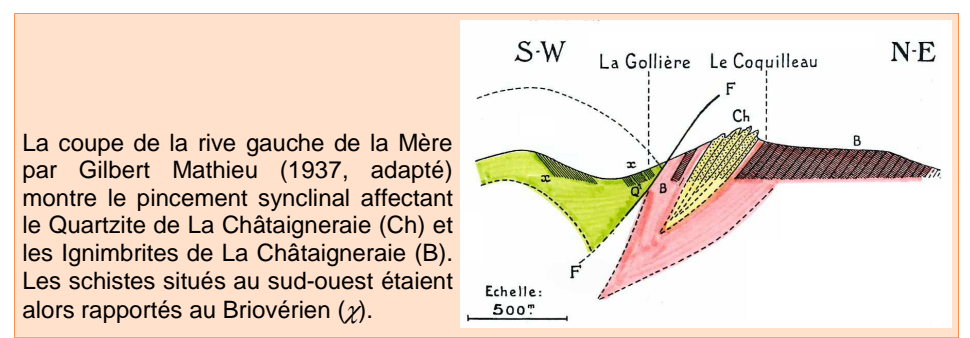 La coupe de la rive gauche de la Mère
par Gilbert Mathieu (1937, adapté)
montre le pincement synclinal affectant
le Quartzite de La Châtaigneraie (Ch) et
les Ignimbrites de La Châtaigneraie (B).
Les schistes situés au sud-ouest étaient
alors rapportés au Briovérien (χ).
S-W
N-E
La Gollière
Le Coquilleau
F
Ch
B
x
x
Q
B
F
Echelle:
500m